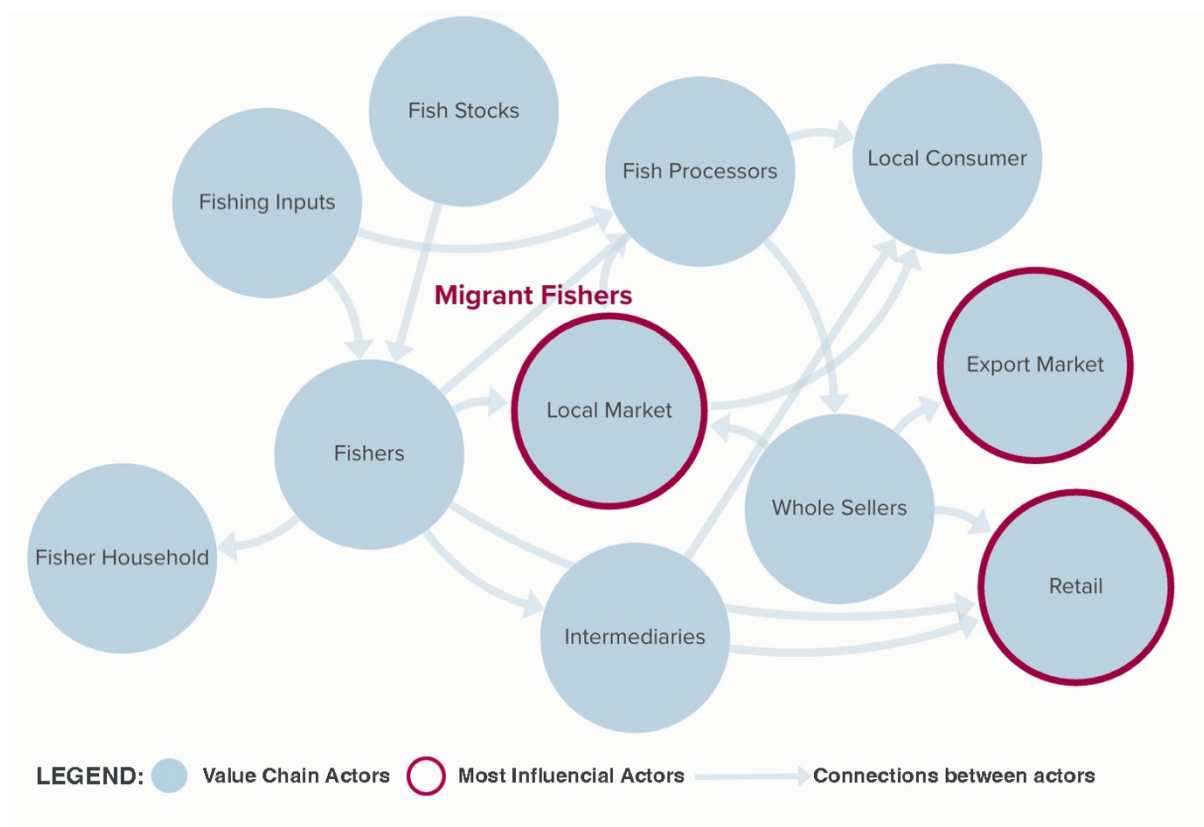 Fish Stocks
Fishing Inputs
Fish Processors
Local Consumer
Migrant Fishers
Local Market
Export Market
Fishers
Whole Sellers
Fisher Household
Intermediaries
Retail
LEGEND: Value Chain Actors Most Influencial Actors Connections between actors